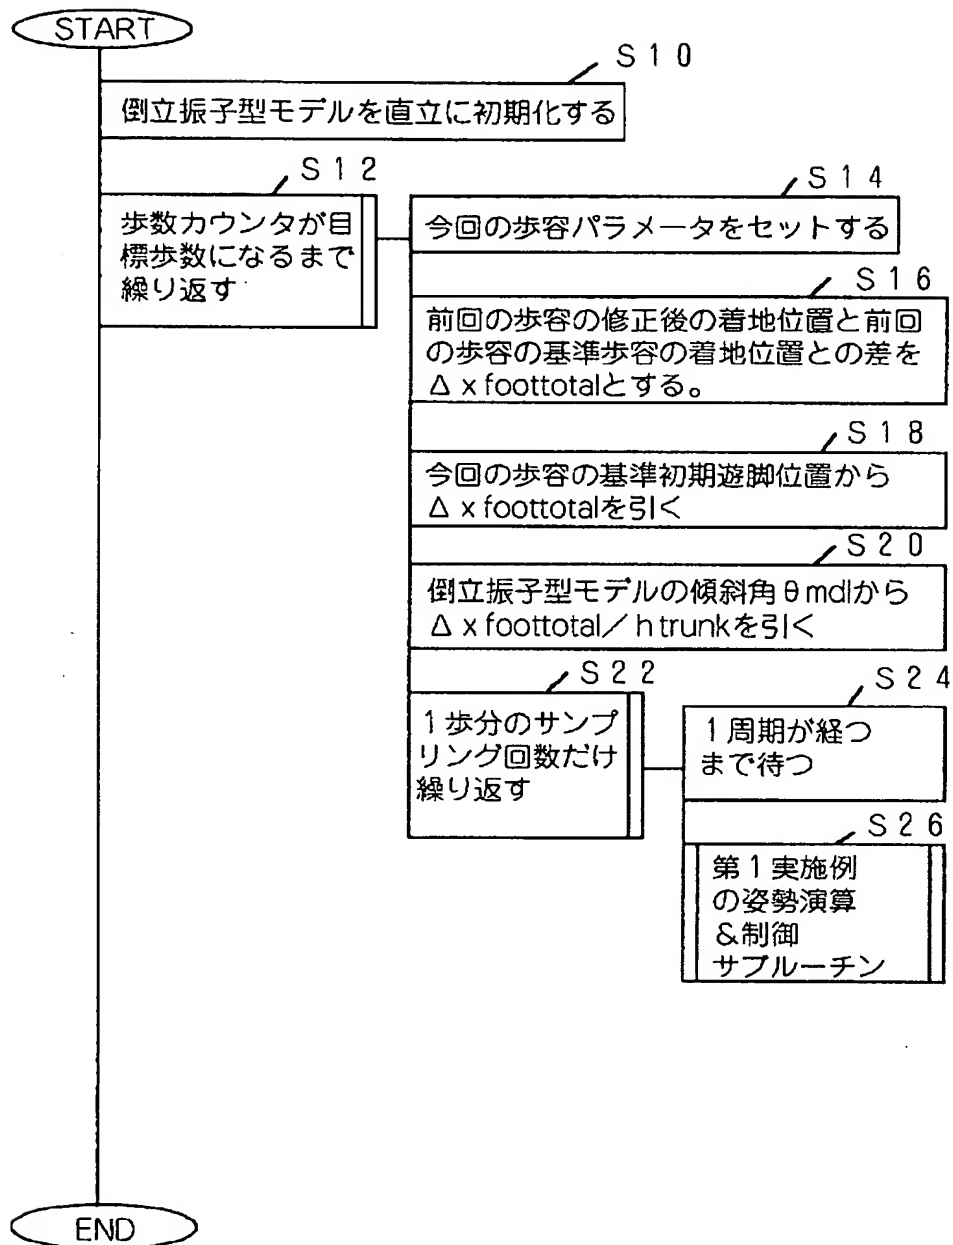 START
S10
倒立振子型モデルを直立に初期化する
S12
歩数カウンタが目
標歩数になるまで
繰り返す
S14
今回の歩容パラメータをセットする
S16
前回の歩容の修正後の着地位置と前回
の歩容の基準歩容の着地位置との差を
Δxfoottotalとする。
S18
今回の歩容の基準初期遊脚位置から
Δxfoottotalを引く
S20
倒立振子型モデルの傾斜角θmdlから
Δxfoottotal/htrunkを引く
S22
1歩分のサンプ
リング回数だけ
繰り返す
S24
1周期が経つ
まで待つ
S26
第1実施例
の姿勢演算
&制御
サブルーチン
END